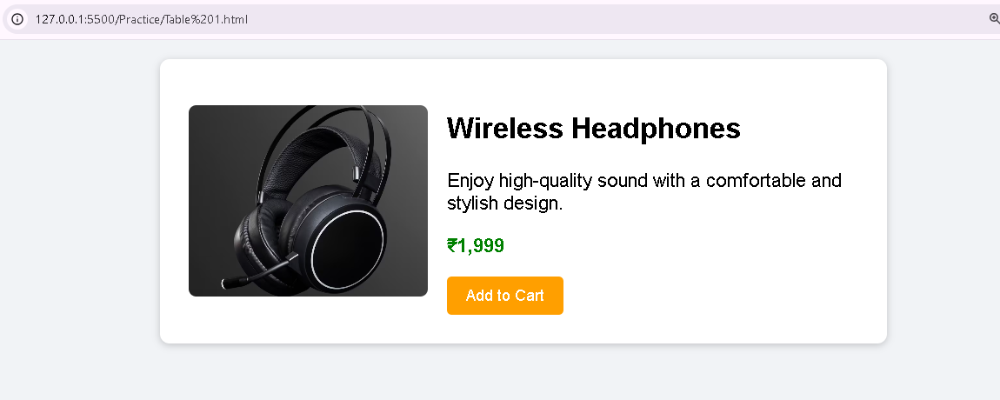 127.0.0.1:5500/Practice/Table%201.html
Wireless Headphones
Enjoy high-quality sound with a comfortable and
stylish design.
₹1,999
Add to Cart